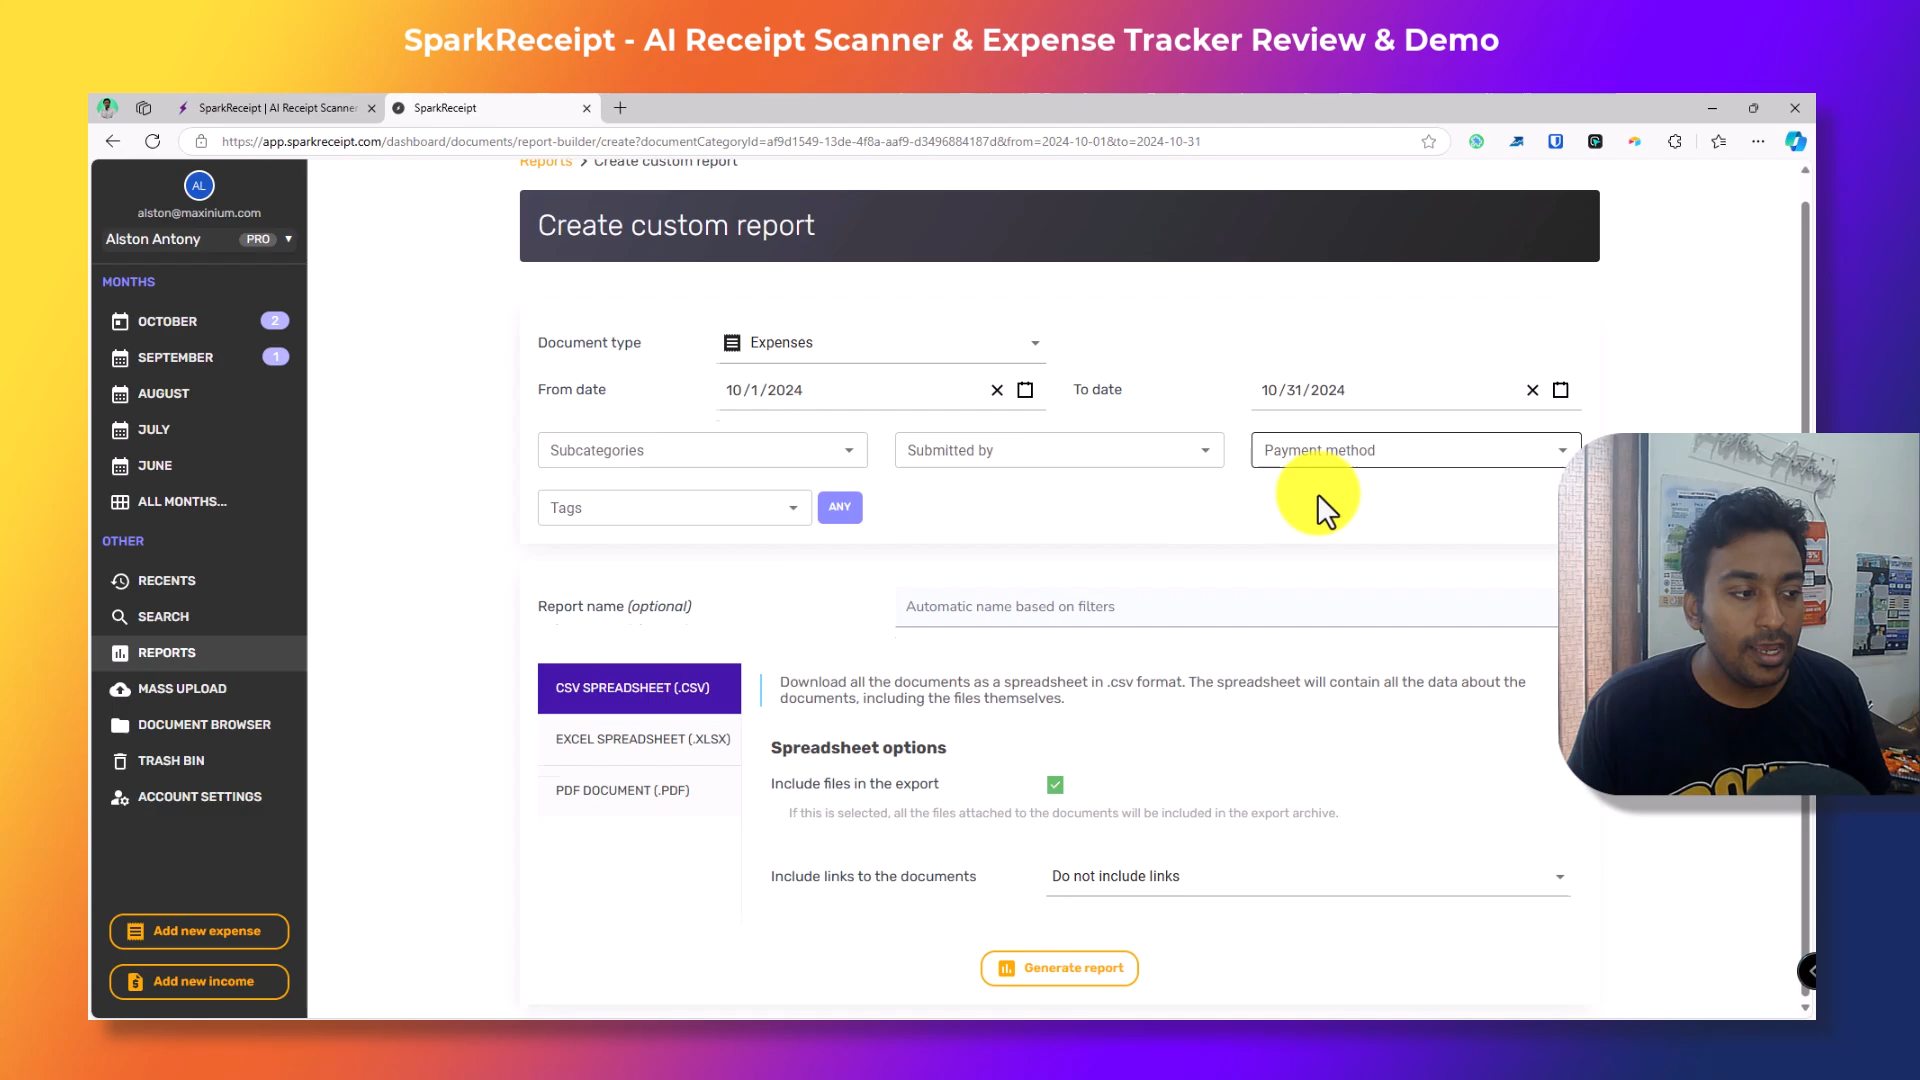 SparkReceipt - AI Receipt Scanner & Expense Tracker Review & Demo
SparkReceipt | AI Receipt Scanner
SparkReceipt
https://app.sparkreceipt.com/dashboard/documents/report-builder/create?documentCategoryId=af9d1549-13de-4f8a-aaf9-d3496884187d&from=2024-10-01&to=2024-10-31
AL
alston@maxinium.com
Alston Antony PRO
MONTHS
OCTOBER 2
SEPTEMBER 1
AUGUST
JULY
JUNE
ALL MONTHS...
OTHER
RECENTS
SEARCH
REPORTS
MASS UPLOAD
DOCUMENT BROWSER
TRASH BIN
ACCOUNT SETTINGS
Add new expense
Add new income
Reports > Create custom report
Create custom report
Document type Expenses
From date 10/1/2024 To date 10/31/2024
Subcategories Submitted by Payment method
Tags ANY
Report name (optional) Automatic name based on filters
CSV SPREADSHEET (.CSV)
EXCEL SPREADSHEET (.XLSX)
PDF DOCUMENT (.PDF)
Download all the documents as a spreadsheet in .csv format. The spreadsheet will contain all the data about the
documents, including the files themselves.
Spreadsheet options
Include files in the export
If this is selected, all the files attached to the documents will be included in the export archive.
Include links to the documents Do not include links
Generate report